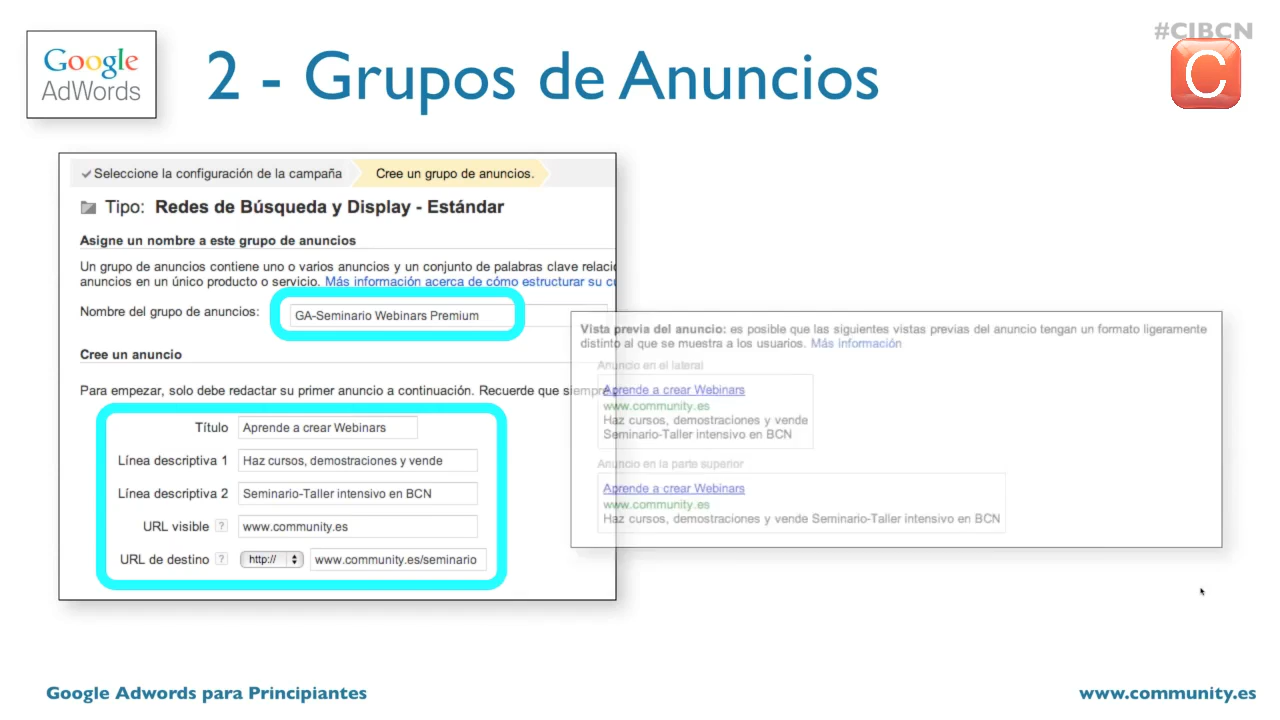 #CIBCN
Google
AdWords
2 - Grupos de Anuncios
C
Seleccione la configuración de la campaña
Cree un grupo de anuncios.
Tipo: Redes de Búsqueda y Display - Estándar
Asigne un nombre a este grupo de anuncios
Un grupo de anuncios contiene uno o varios anuncios y un conjunto de palabras clave relaci
anuncios en un único producto o servicio. Más información acerca de cómo estructurar su cu
Nombre del grupo de anuncios: GA-Seminario Webinars Premium
Cree un anuncio
Para empezar, solo debe redactar su primer anuncio a continuación. Recuerde que siempre
Título Aprende a crear Webinars
Línea descriptiva 1 Haz cursos, demostraciones y vende
Línea descriptiva 2 Seminario-Taller intensivo en BCN
URL visible ? www.community.es
URL de destino ? http:// www.community.es/seminario
Vista previa del anuncio: es posible que las siguientes vistas previas del anuncio tengan un formato ligeramente
distinto al que se muestra a los usuarios. Más información
Anuncio en el lateral
Aprende a crear Webinars
www.community.es
Haz cursos, demostraciones y vende
Seminario-Taller intensivo en BCN
Anuncio en la parte superior
Aprende a crear Webinars
www.community.es
Haz cursos, demostraciones y vende Seminario-Taller intensivo en BCN
Google Adwords para Principiantes
www.community.es